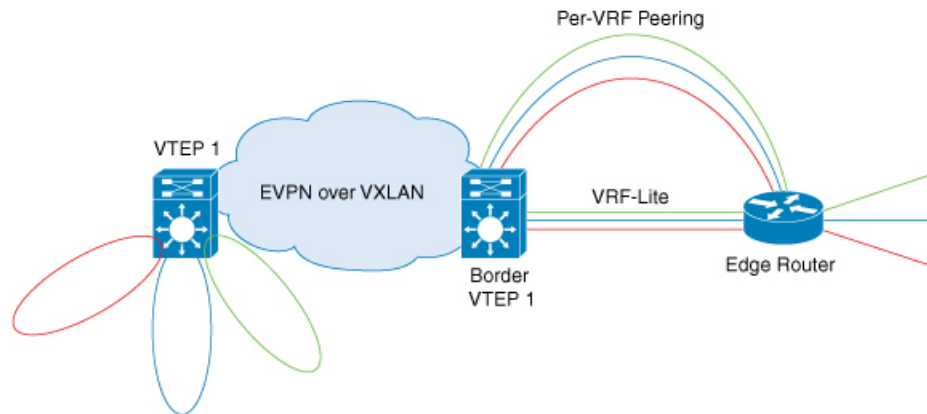 Per-VRF Peering
VTEP 1
EVPN over VXLAN
VRF-Lite
Border
VTEP 1
Edge Router